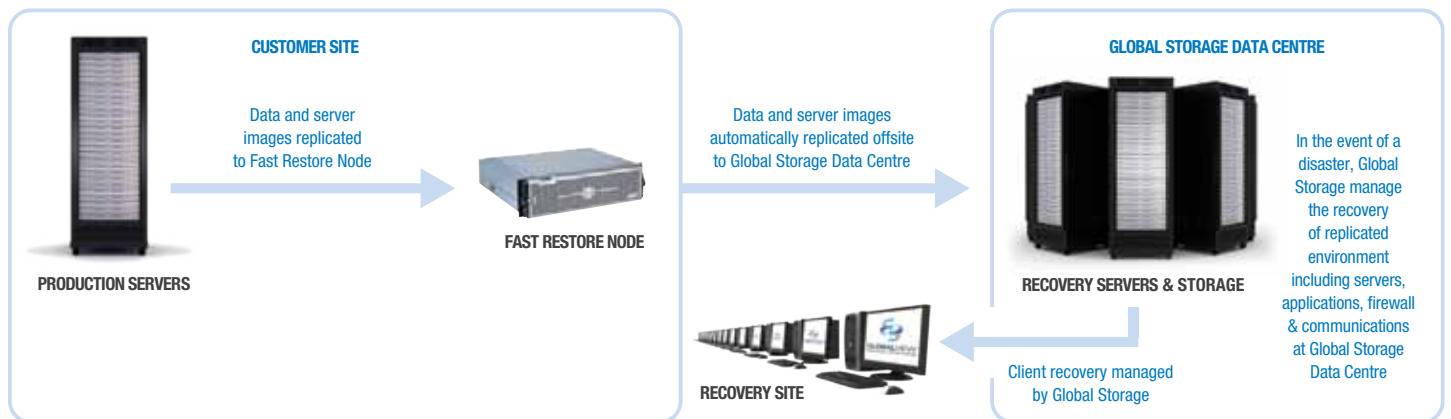 CUSTOMER SITE
Data and server
images replicated
to Fast Restore Node
PRODUCTION SERVERS
FAST RESTORE NODE
Data and server images
automatically replicated offsite
to Global Storage Data Centre
GLOBAL STORAGE DATA CENTRE
RECOVERY SERVERS & STORAGE
In the event of a
disaster, Global
Storage manage
the recovery
of replicated
environment
including servers,
applications, firewall
& communications
at Global Storage
Data Centre
RECOVERY SITE
Client recovery managed
by Global Storage